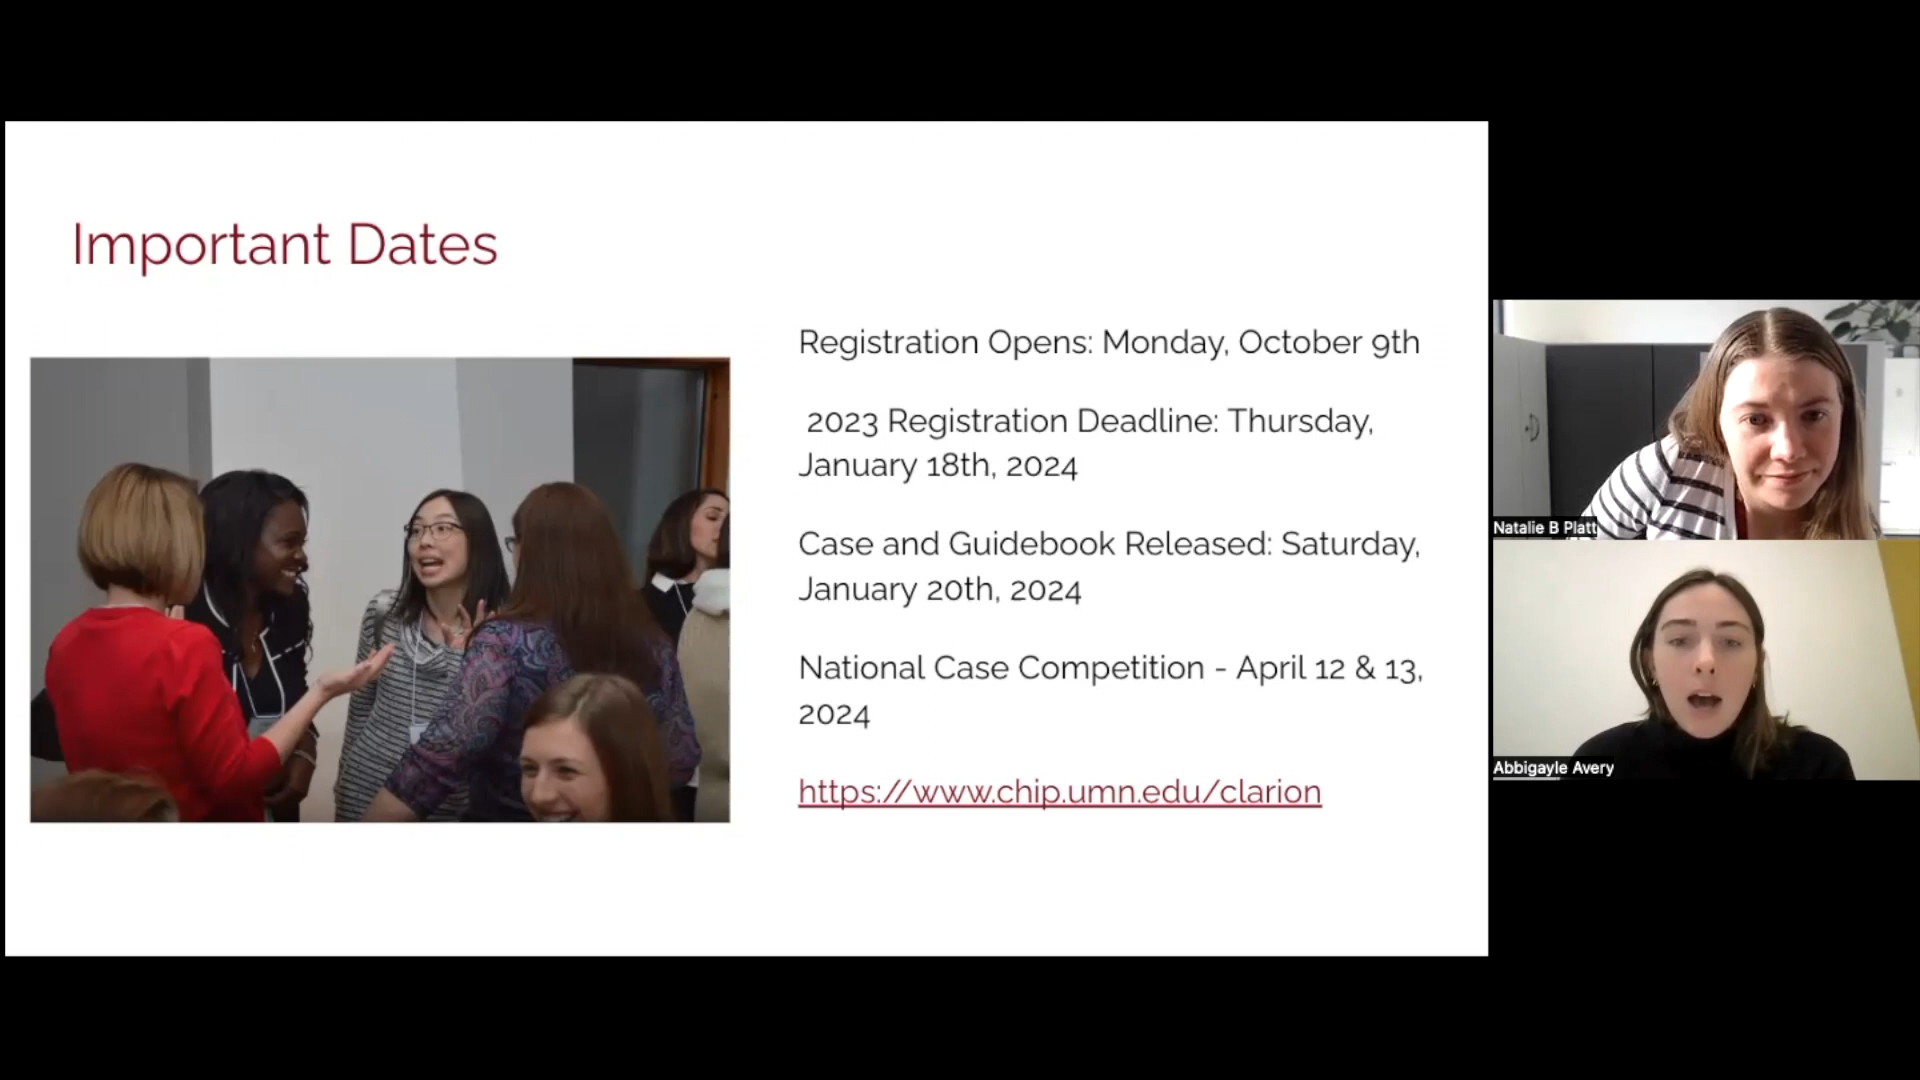 Important Dates
Registration Opens: Monday, October 9th
2023 Registration Deadline: Thursday,
January 18th, 2024
Case and Guidebook Released: Saturday,
January 20th, 2024
National Case Competition - April 12 & 13,
2024
https://www.chip.umn.edu/clarion
Natalie B Platt
Abbigayle Avery